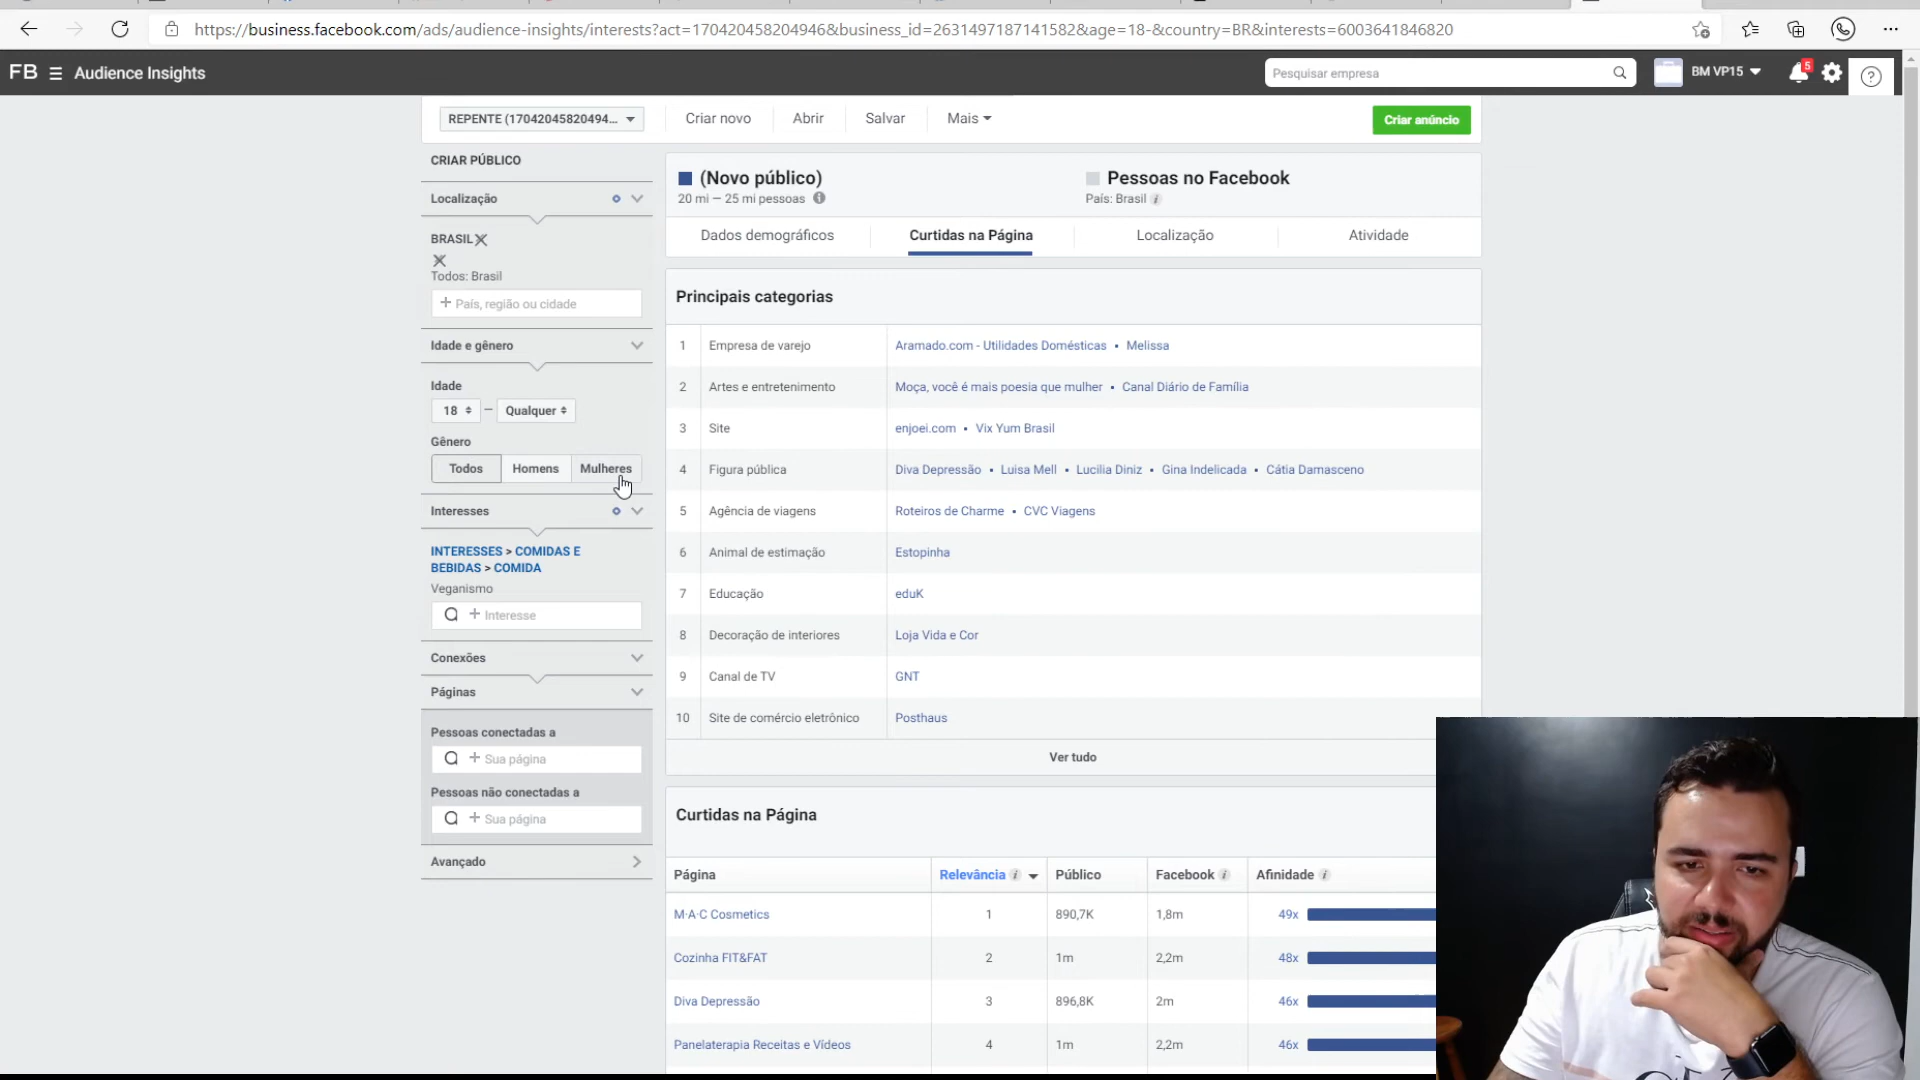 https://business.facebook.com/ads/audience-insights/interests?act=170420458204946&business_id=2631497187141582&age=18-&country=BR&interests=6003641846820
FB Audience Insights
Pesquisar empresa
BM VP15
5
REPENTE (17042045820494...
Criar novo
Abrir
Salvar
Mais
Criar anúncio
CRIAR PÚBLICO
Localização
BRASIL
Todos: Brasil
+ País, região ou cidade
Idade e gênero
Idade
18 – Qualquer
Gênero
Todos Homens Mulheres
Interesses
INTERESSES > COMIDAS E
BEBIDAS > COMIDA
Veganismo
+ Interesse
Conexões
Páginas
Pessoas conectadas a
+ Sua página
Pessoas não conectadas a
+ Sua página
Avançado
(Novo público)
20 mi – 25 mi pessoas
Pessoas no Facebook
País: Brasil
Dados demográficos
Curtidas na Página
Localização
Atividade
Principais categorias
1 Empresa de varejo Aramado.com - Utilidades Domésticas • Melissa
2 Artes e entretenimento Moça, você é mais poesia que mulher • Canal Diário de Família
3 Site enjoei.com • Vix Yum Brasil
4 Figura pública Diva Depressão • Luisa Mell • Lucilia Diniz • Gina Indelicada • Cátia Damasceno
5 Agência de viagens Roteiros de Charme • CVC Viagens
6 Animal de estimação Estopinha
7 Educação eduK
8 Decoração de interiores Loja Vida e Cor
9 Canal de TV GNT
10 Site de comércio eletrônico Posthaus
Ver tudo
Curtidas na Página
Página Relevância Público Facebook Afinidade
M·A·C Cosmetics 1 890,7K 1,8m 49x
Cozinha FIT&FAT 2 1m 2,2m 48x
Diva Depressão 3 896,8K 2m 46x
Panelaterapia Receitas e Vídeos 4 1m 2,2m 46x